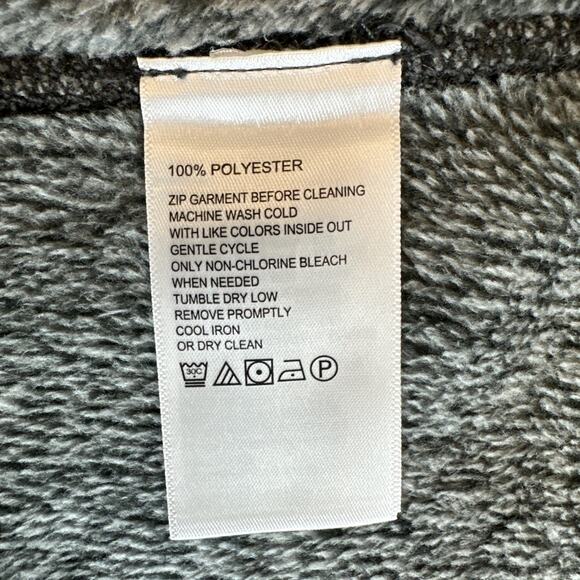 100% POLYESTER
ZIP GARMENT BEFORE CLEANING
MACHINE WASH COLD
WITH LIKE COLORS INSIDE OUT
GENTLE CYCLE
ONLY NON-CHLORINE BLEACH
WHEN NEEDED
TUMBLE DRY LOW
REMOVE PROMPTLY
COOL IRON
OR DRY CLEAN
30C P